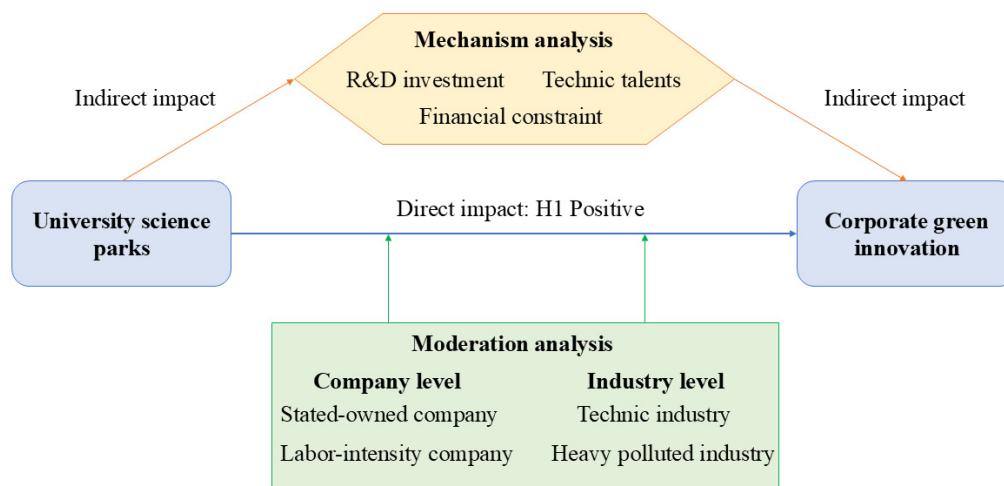 Mechanism analysis
R&D investment Technic talents
Financial constraint
Indirect impact
Indirect impact
University science
parks
Direct impact: H1 Positive
Corporate green
innovation
Moderation analysis
Company level Industry level
Stated-owned company Technic industry
Labor-intensity company Heavy polluted industry